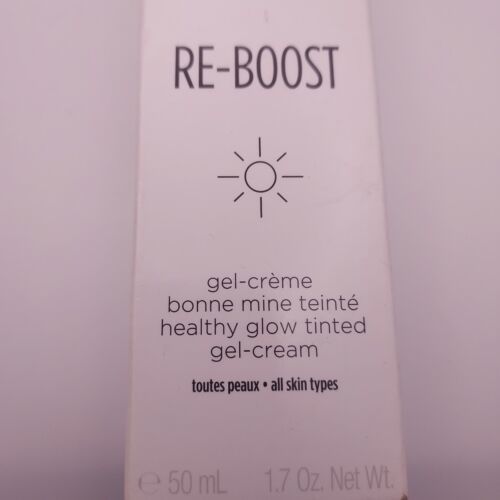 RE-BOOST
gel-crème
bonne mine teinté
healthy glow tinted
gel-cream
toutes peaux • all skin types
℮ 50 mL 1.7 Oz. Net Wt.